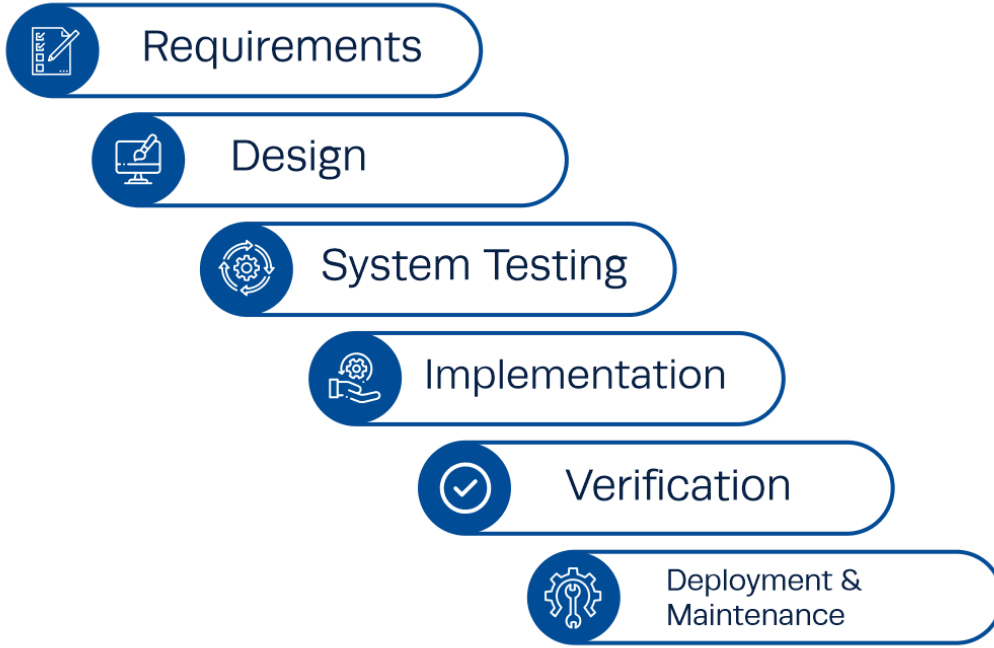 Requirements
Design
System Testing
Implementation
Verification
Deployment &
Maintenance